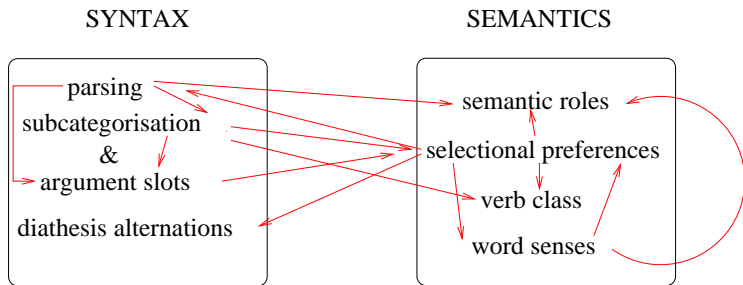 SYNTAX
parsing
subcategorisation
&
argument slots
diathesis alternations
SEMANTICS
semantic roles
selectional preferences
verb class
word senses